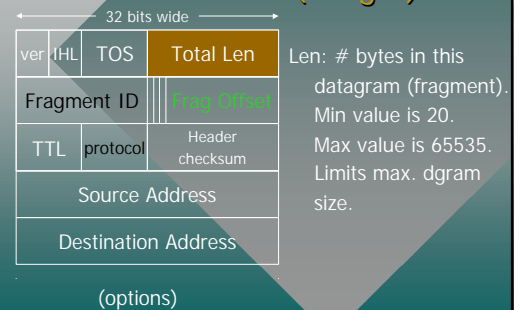 32 bits wide
ver IHL TOS Total Len
Fragment ID Frag Offset
TTL protocol Header checksum
Source Address
Destination Address
(options)
Len: # bytes in this
datagram (fragment).
Min value is 20.
Max value is 65535.
Limits max. dgram
size.